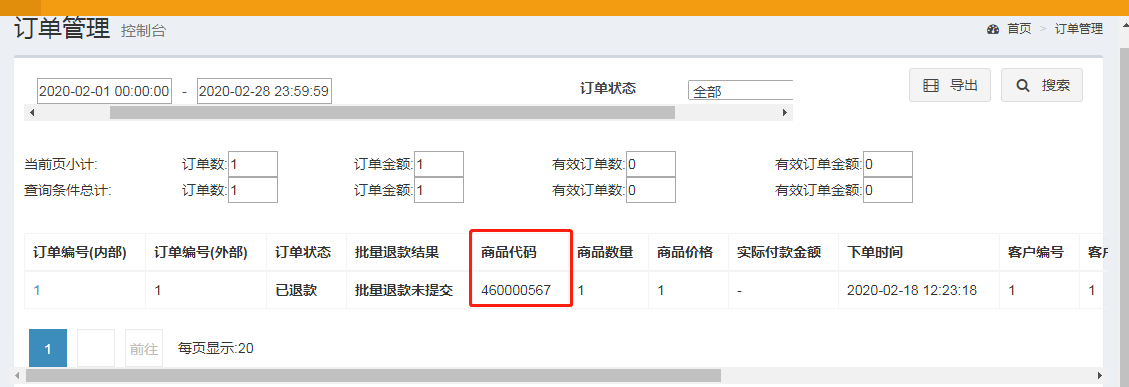 订单管理 控制台 首页 > 订单管理
2020-02-01 00:00:00 - 2020-02-28 23:59:59 订单状态 全部 导出 搜索
当前页小计: 订单数:1 订单金额:1 有效订单数:0 有效订单金额:0
查询条件总计: 订单数:1 订单金额:1 有效订单数:0 有效订单金额:0
订单编号(内部) 订单编号(外部) 订单状态 批量退款结果 商品代码 商品数量 商品价格 实际付款金额 下单时间 客户编号
1 1 已退款 批量退款未提交 460000567 1 1 - 2020-02-18 12:23:18 1 1
1 前往 每页显示:20